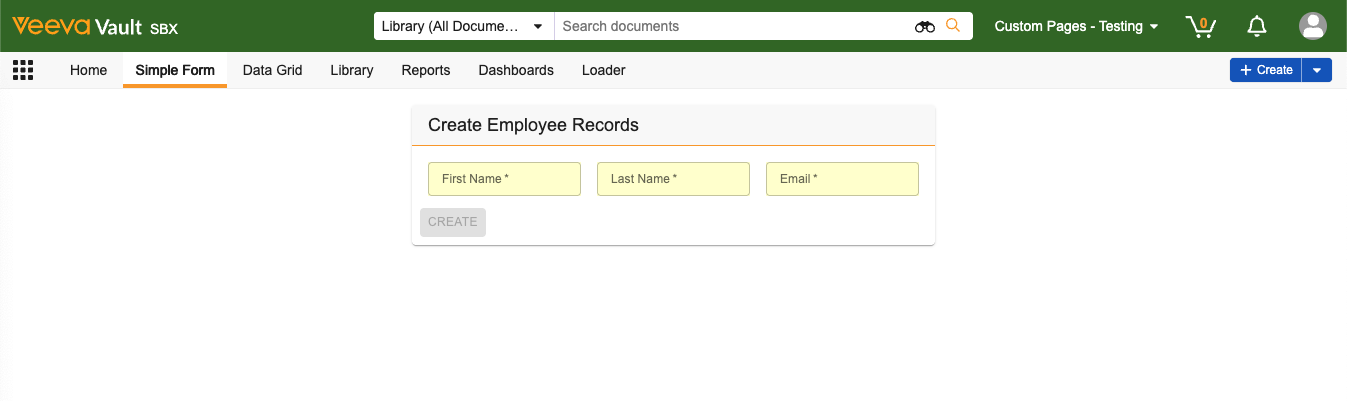 Veeva Vault SBX
Library (All Docume...
Search documents
Custom Pages - Testing
0
Home
Simple Form
Data Grid
Library
Reports
Dashboards
Loader
+ Create
Create Employee Records
First Name *
Last Name *
Email *
CREATE